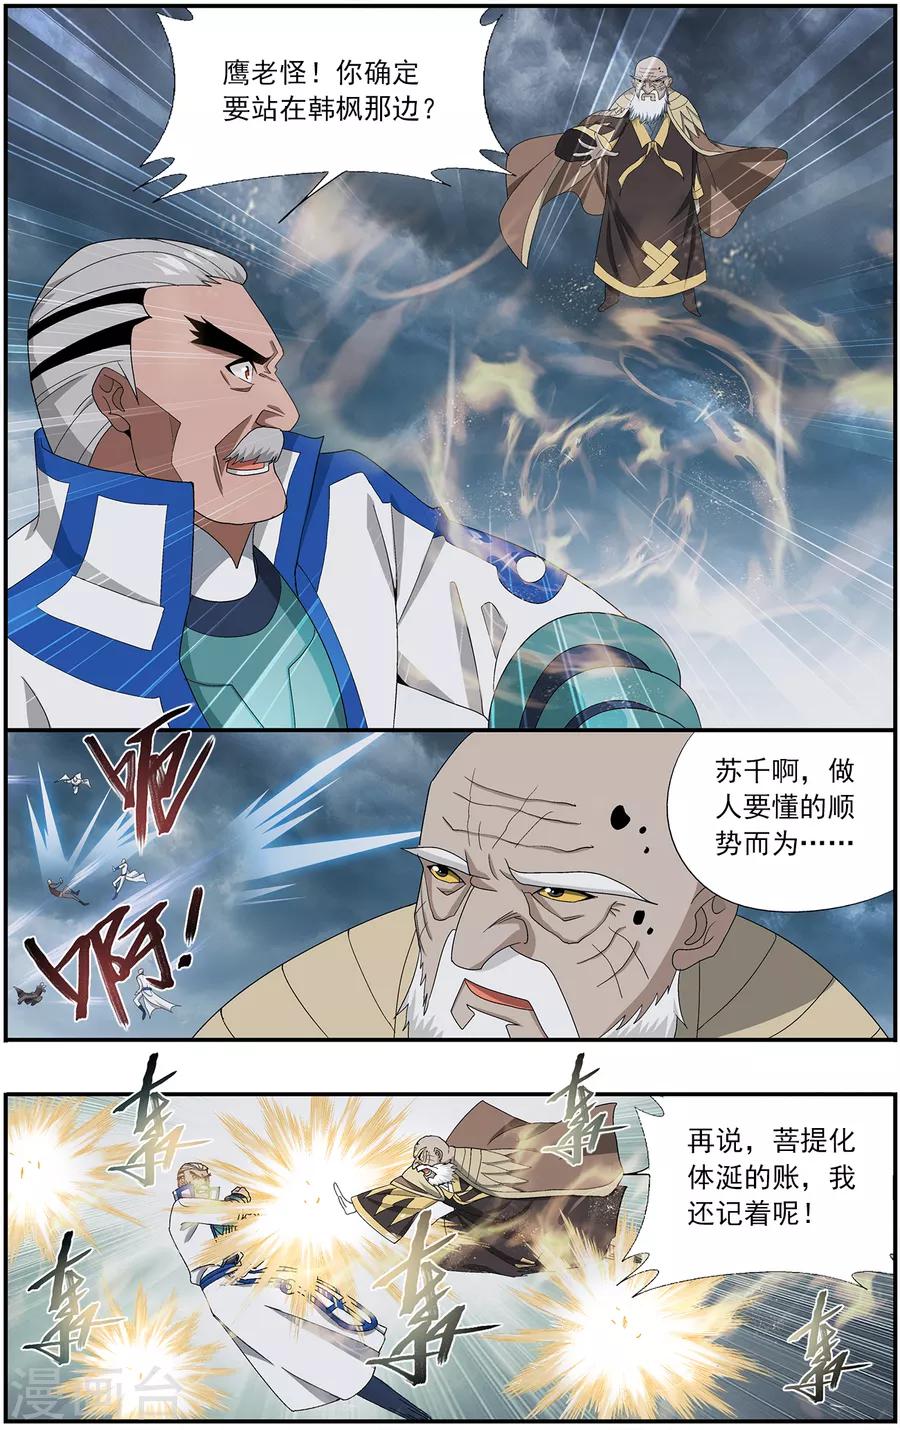 鹰老怪！你确定
要站在韩枫那边？
呃
啊！
苏千啊，做
人要懂的顺
势而为……
轰
轰
再说，菩提化
体涎的账，我
还记着呢！
轰
轰
轰
漫画台